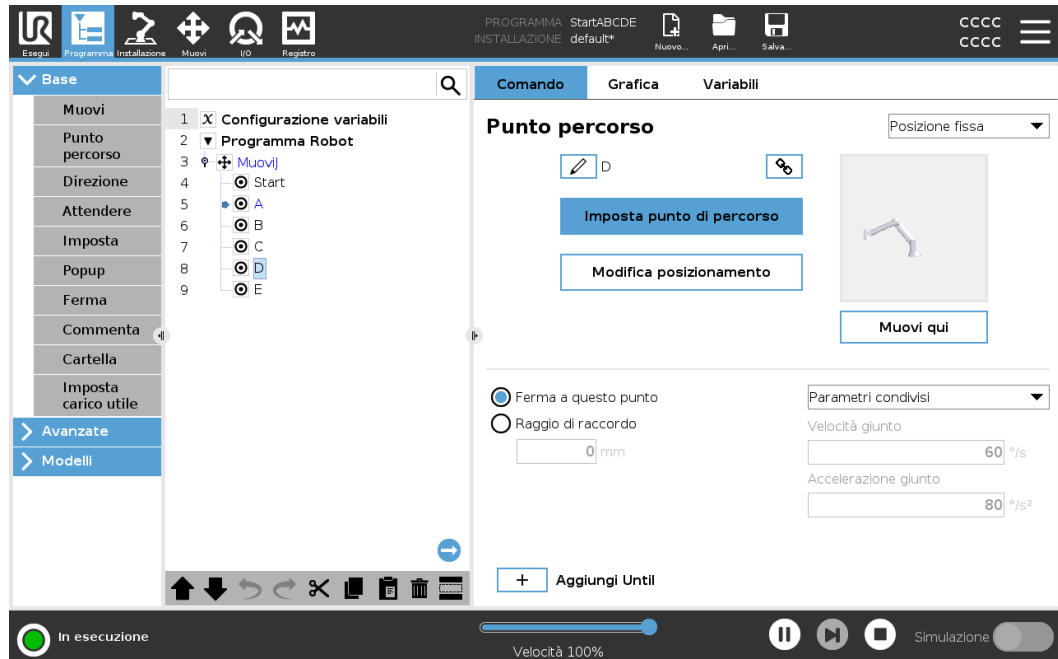 UR
PROGRAMMA StartABCDE
INSTALLAZIONE default*
Esegui
Programma
Installazione
Muovi
I/O
Registro
Nuovo...
Apri...
Salva...
CCCC
CCCC
Base
Muovi
Punto
percorso
Direzione
Attendere
Imposta
Popup
Ferma
Commenta
Cartella
Imposta
carico utile
Avanzate
Modelli
1 X Configurazione variabili
2 Programma Robot
3 MuoviJ
4 Start
5 A
6 B
7 C
8 D
9 E
Comando Grafica Variabili
Punto percorso
Posizione fissa
D
Imposta punto di percorso
Modifica posizionamento
Muovi qui
Ferma a questo punto
Raggio di raccordo
0 mm
Parametri condivisi
Velocità giunto
60 °/s
Accelerazione giunto
80 °/s²
+ Aggiungi Until
In esecuzione
Velocità 100%
Simulazione